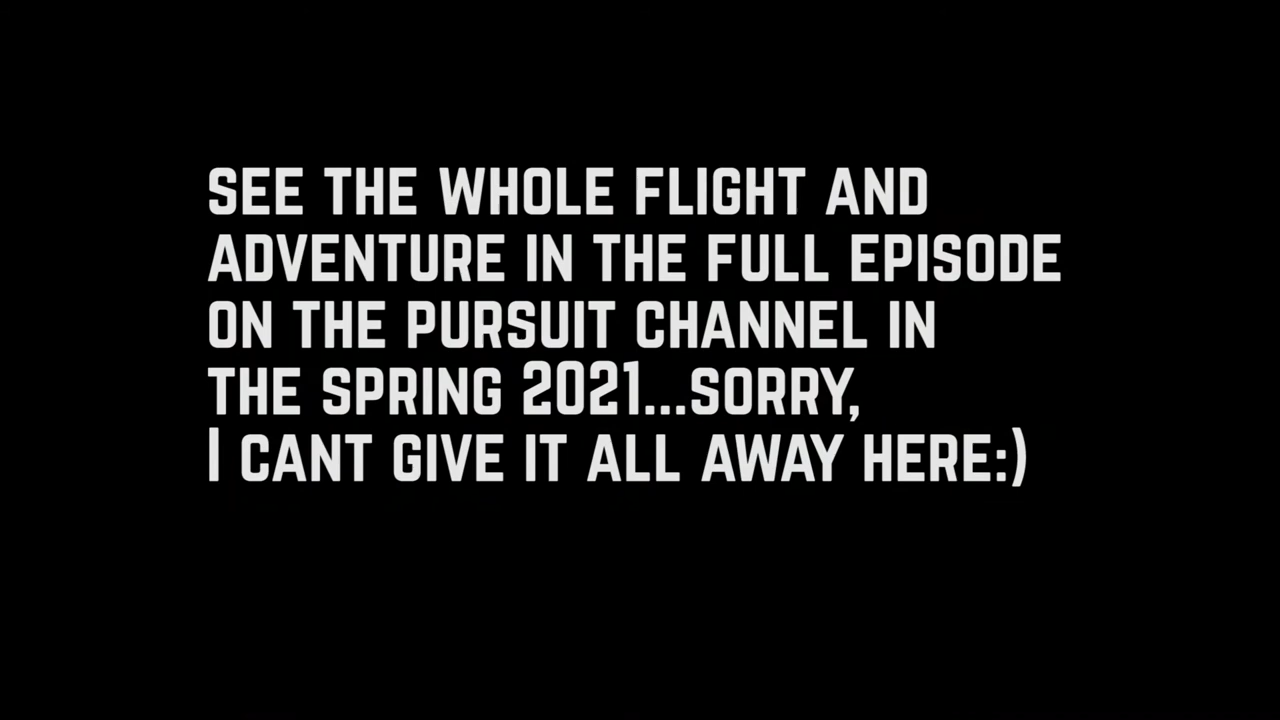 SEE THE WHOLE FLIGHT AND
ADVENTURE IN THE FULL EPISODE
ON THE PURSUIT CHANNEL IN
THE SPRING 2021...SORRY,
I CANT GIVE IT ALL AWAY HERE:)